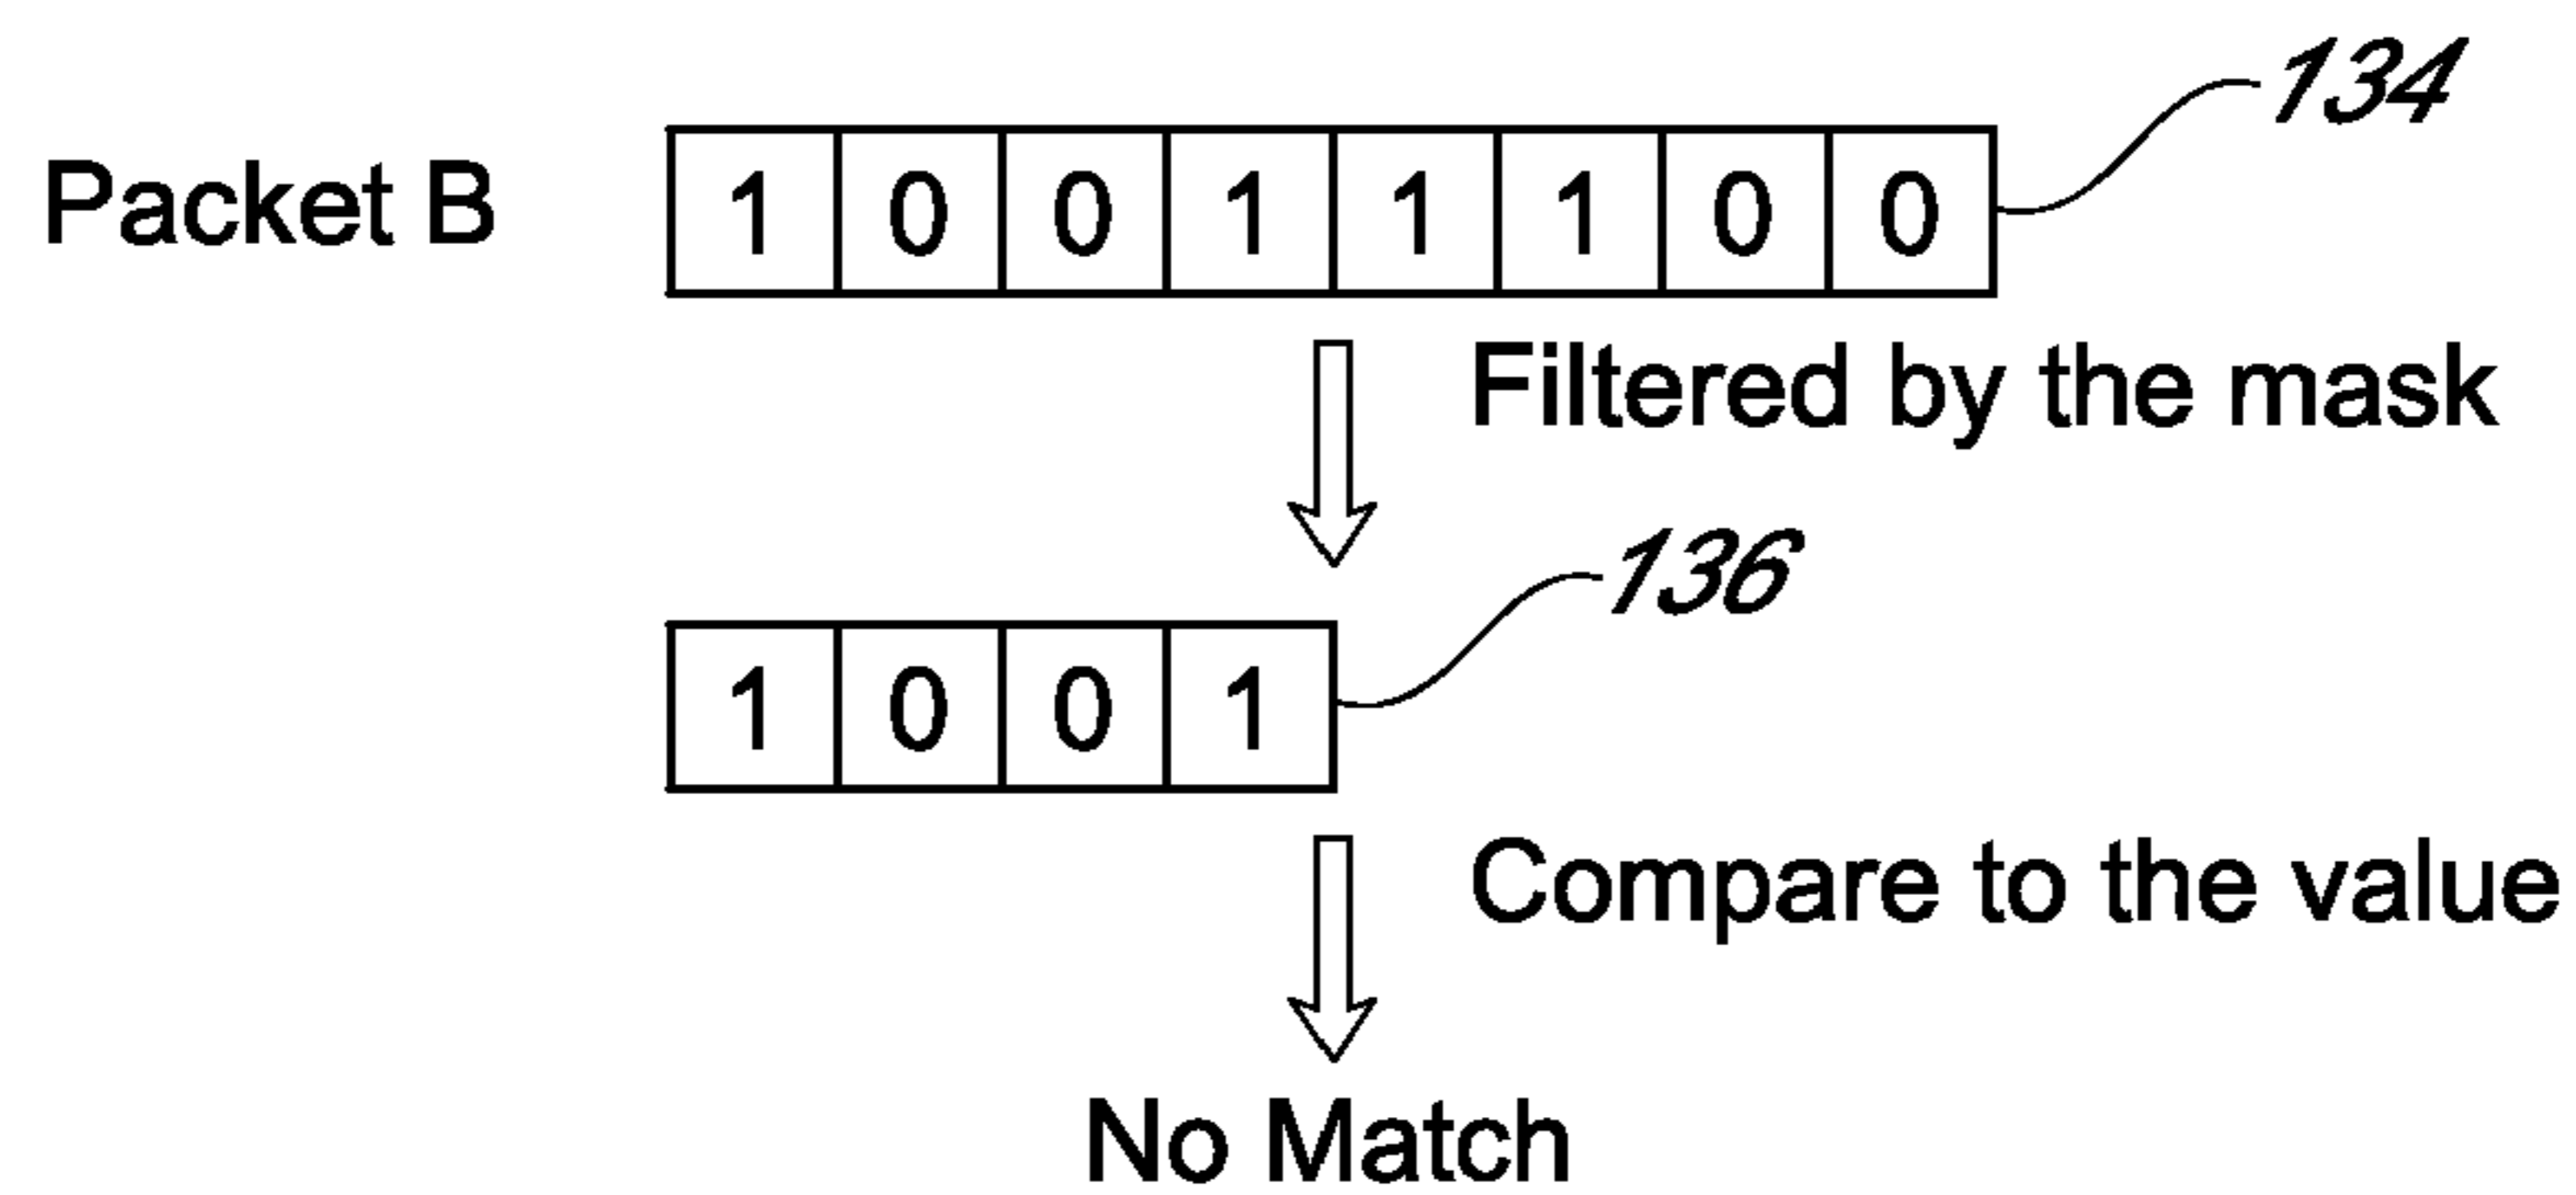 134
Packet B 1 0 0 1 1 1 0 0
Filtered by the mask
136
1 0 0 1
Compare to the value
No Match